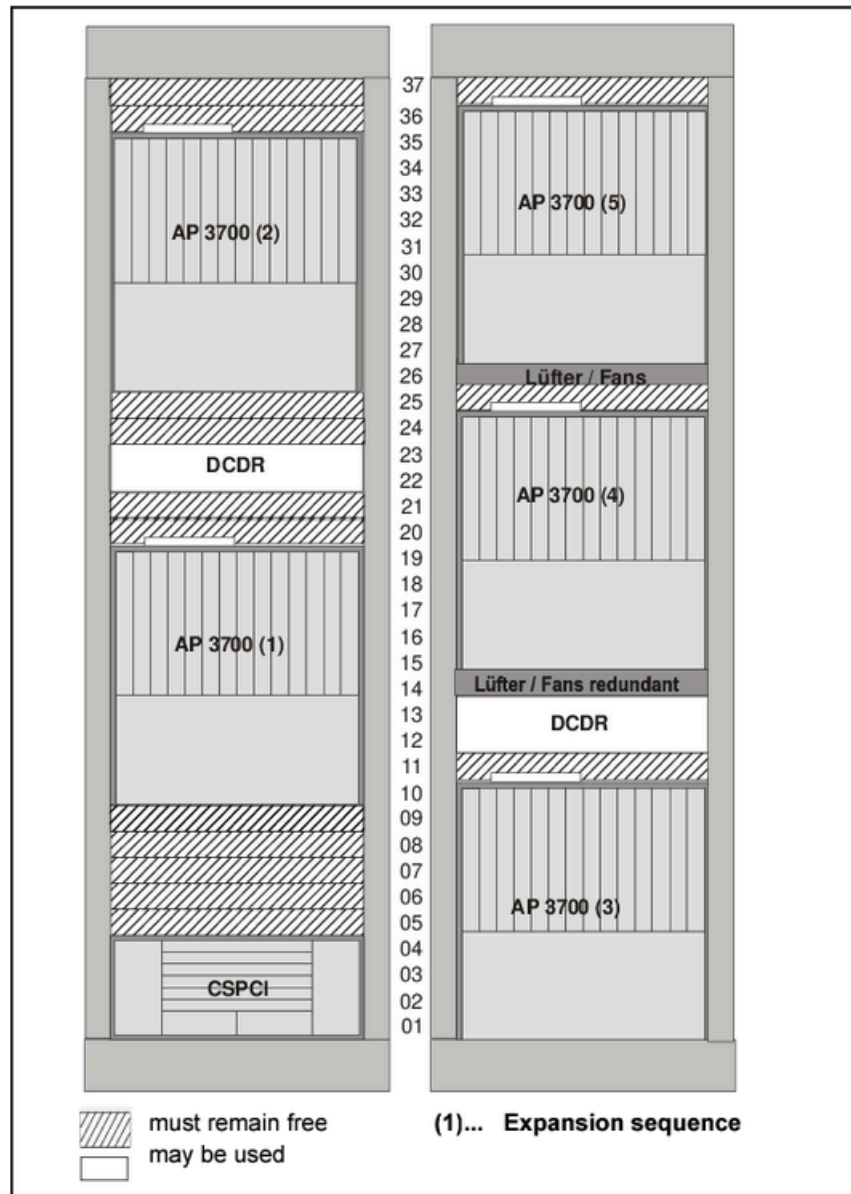 AP 3700 (2)
DCDR
AP 3700 (1)
CSPCI
37
36
35
34
33
32
31
30
29
28
27
26
25
24
23
22
21
20
19
18
17
16
15
14
13
12
11
10
09
08
07
06
05
04
03
02
01
AP 3700 (5)
Lüfter / Fans
AP 3700 (4)
Lüfter / Fans redundant
DCDR
AP 3700 (3)
must remain free
may be used
(1)... Expansion sequence